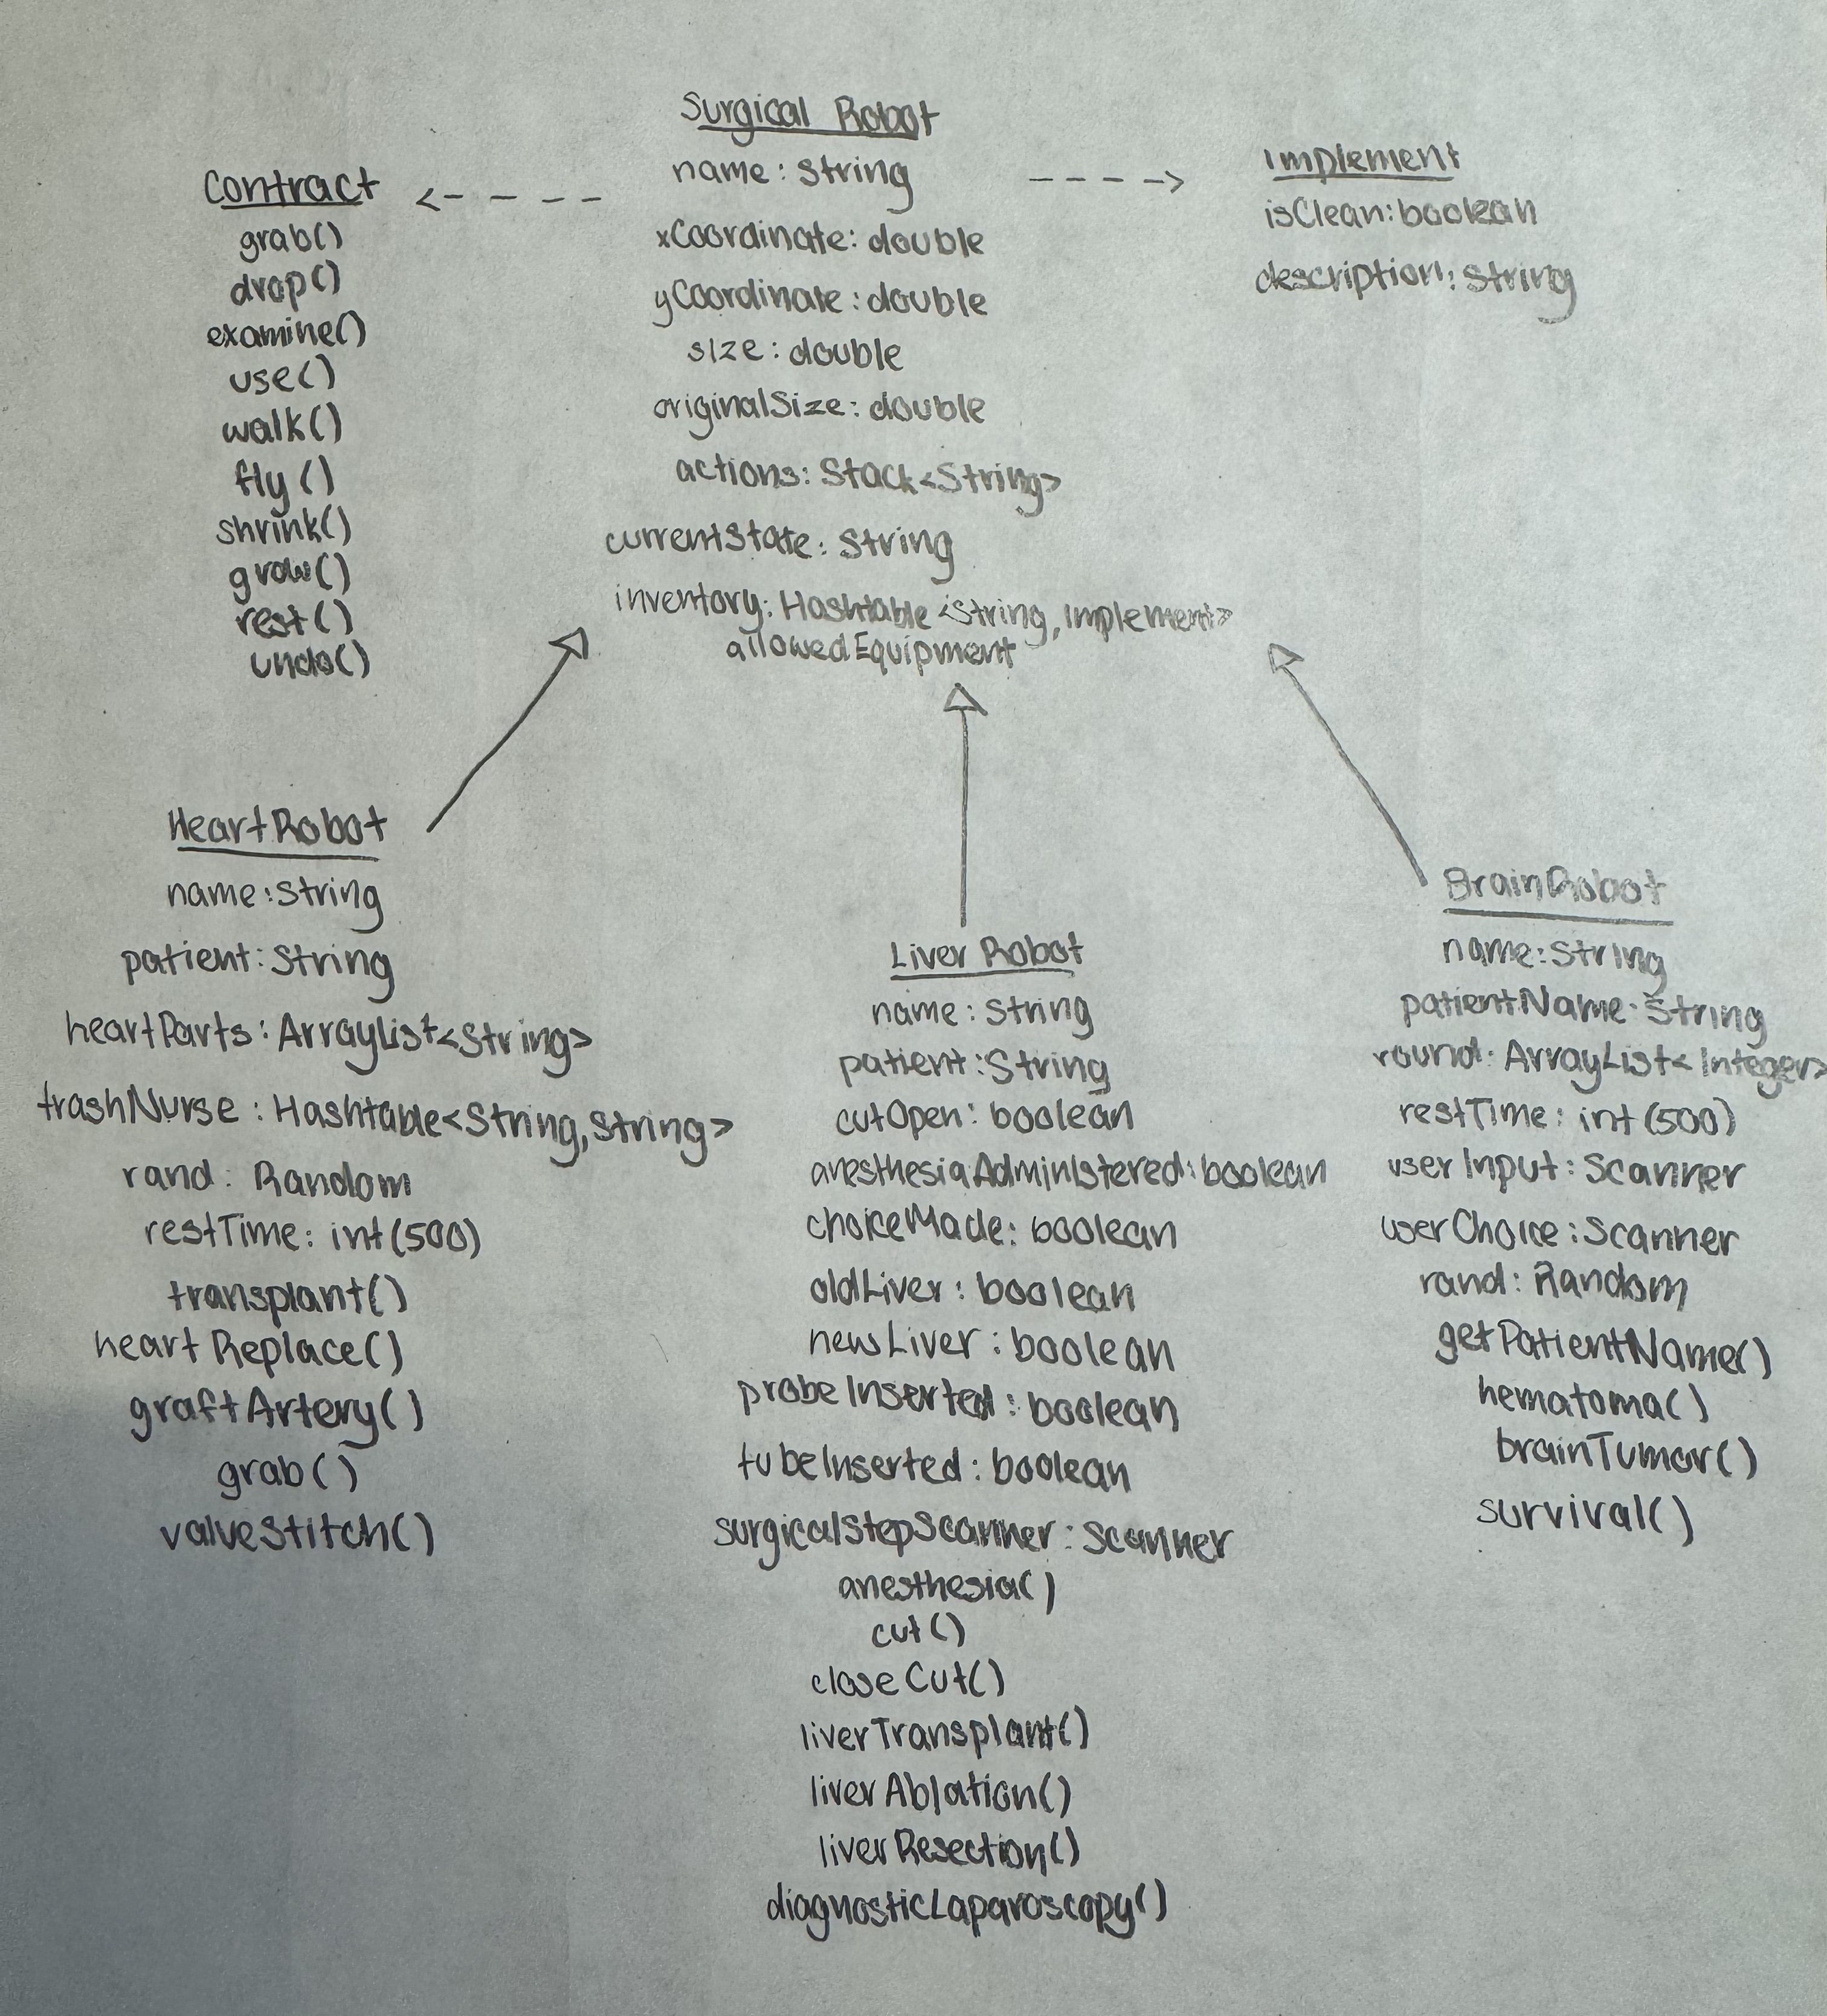 Surgical Robot
name: String
xCoordinate: double
yCoordinate: double
size: double
originalSize: double
actions: Stack<String>
currentState: String
inventory: Hashtable<String, Implement>
allowedEquipment
Contract
grab()
drop()
examine()
use()
walk()
fly()
shrink()
grow()
rest()
undo()
Implement
isClean: boolean
description: String
HeartRobot
name: String
patient: String
heartParts: ArrayList<String>
trashNurse: Hashtable<String, String>
rand: Random
restTime: int (500)
transplant()
heartReplace()
graftArtery()
grab()
valveStitch()
Liver Robot
name: String
patient: String
cutOpen: boolean
anesthesiaAdministered: boolean
choiceMade: boolean
oldLiver: boolean
newLiver: boolean
probeInserted: boolean
tubeInserted: boolean
surgicalStepScanner: Scanner
anesthesia()
cut()
closeCut()
liverTransplant()
liverAblation()
liverResection()
diagnosticLaparoscopy()
BrainRobot
name: String
patientName: String
round: ArrayList<Integer>
restTime: int (500)
userInput: Scanner
userChoice: Scanner
rand: Random
getPatientName()
hematoma()
brainTumor()
survival()